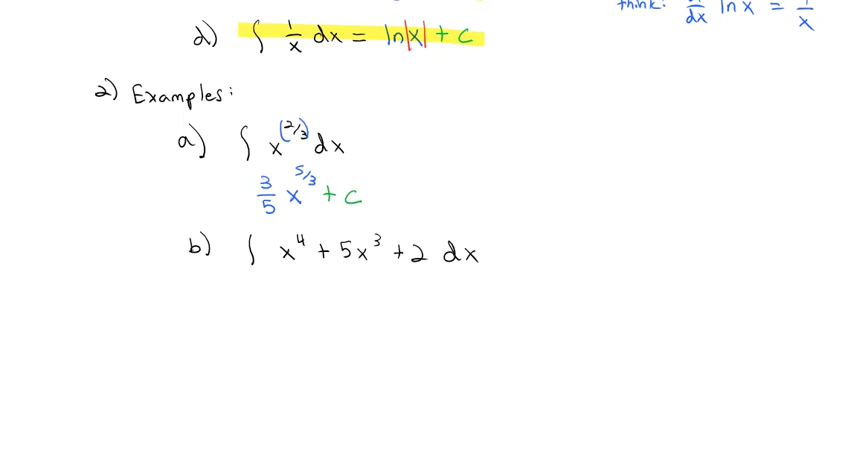 think: d/dx ln x = 1/x
d) ∫ 1/x dx = ln|x| + c
2) Examples:
a) ∫ x^(2/3) dx
3/5 x^5/3 + c
b) ∫ x^4 + 5x^3 + 2 dx